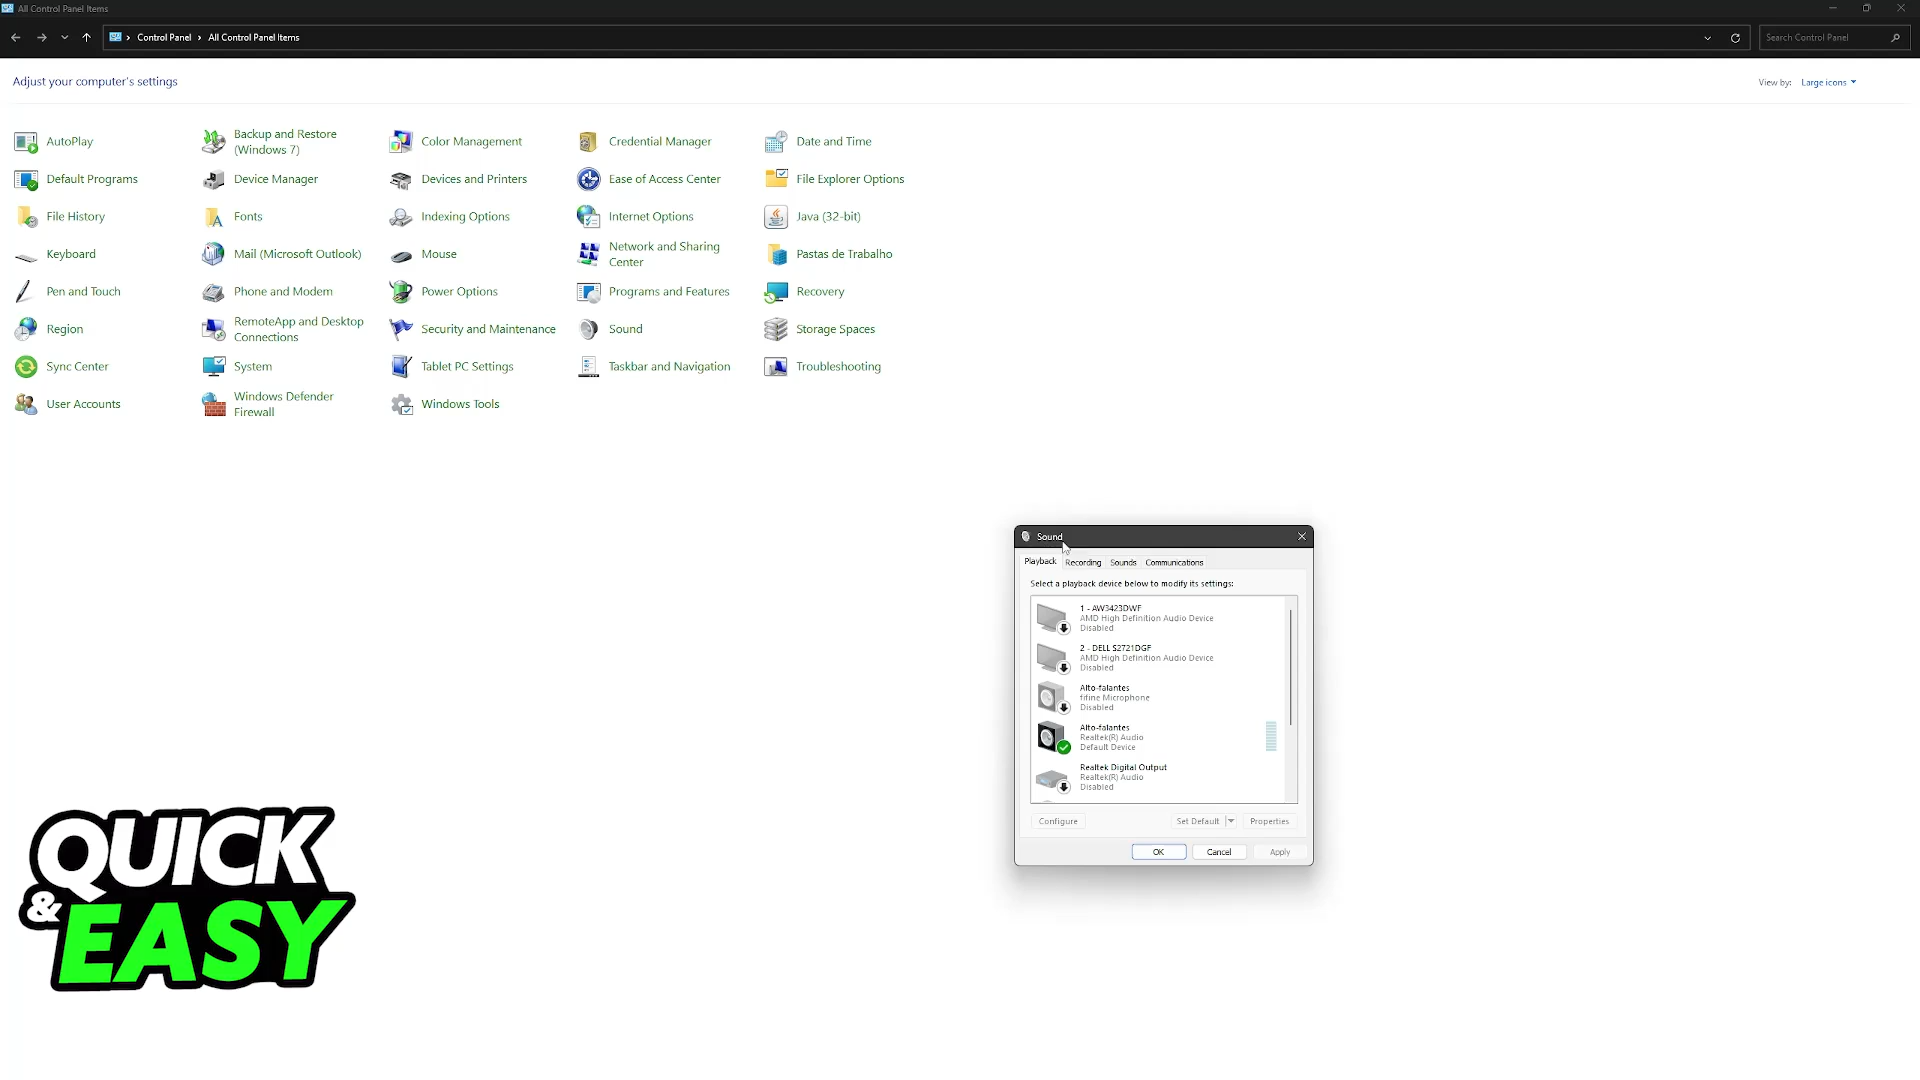 All Control Panel Items
Control Panel > All Control Panel Items
Search Control Panel
Adjust your computer's settings
View by: Large icons
AutoPlay
Backup and Restore
(Windows 7)
Color Management
Credential Manager
Date and Time
Default Programs
Device Manager
Devices and Printers
Ease of Access Center
File Explorer Options
File History
Fonts
Indexing Options
Internet Options
Java (32-bit)
Keyboard
Mail (Microsoft Outlook)
Mouse
Network and Sharing
Center
Pastas de Trabalho
Pen and Touch
Phone and Modem
Power Options
Programs and Features
Recovery
Region
RemoteApp and Desktop
Connections
Security and Maintenance
Sound
Storage Spaces
Sync Center
System
Tablet PC Settings
Taskbar and Navigation
Troubleshooting
User Accounts
Windows Defender
Firewall
Windows Tools
Sound
Playback Recording Sounds Communications
Select a playback device below to modify its settings:
1 - AW3423DWF
AMD High Definition Audio Device
Disabled
2 - DELL S2721DGF
AMD High Definition Audio Device
Disabled
Alto-falantes
fifine Microphone
Disabled
Alto-falantes
Realtek(R) Audio
Default Device
Realtek Digital Output
Realtek(R) Audio
Disabled
Configure Set Default Properties
OK Cancel Apply
QUICK
& EASY